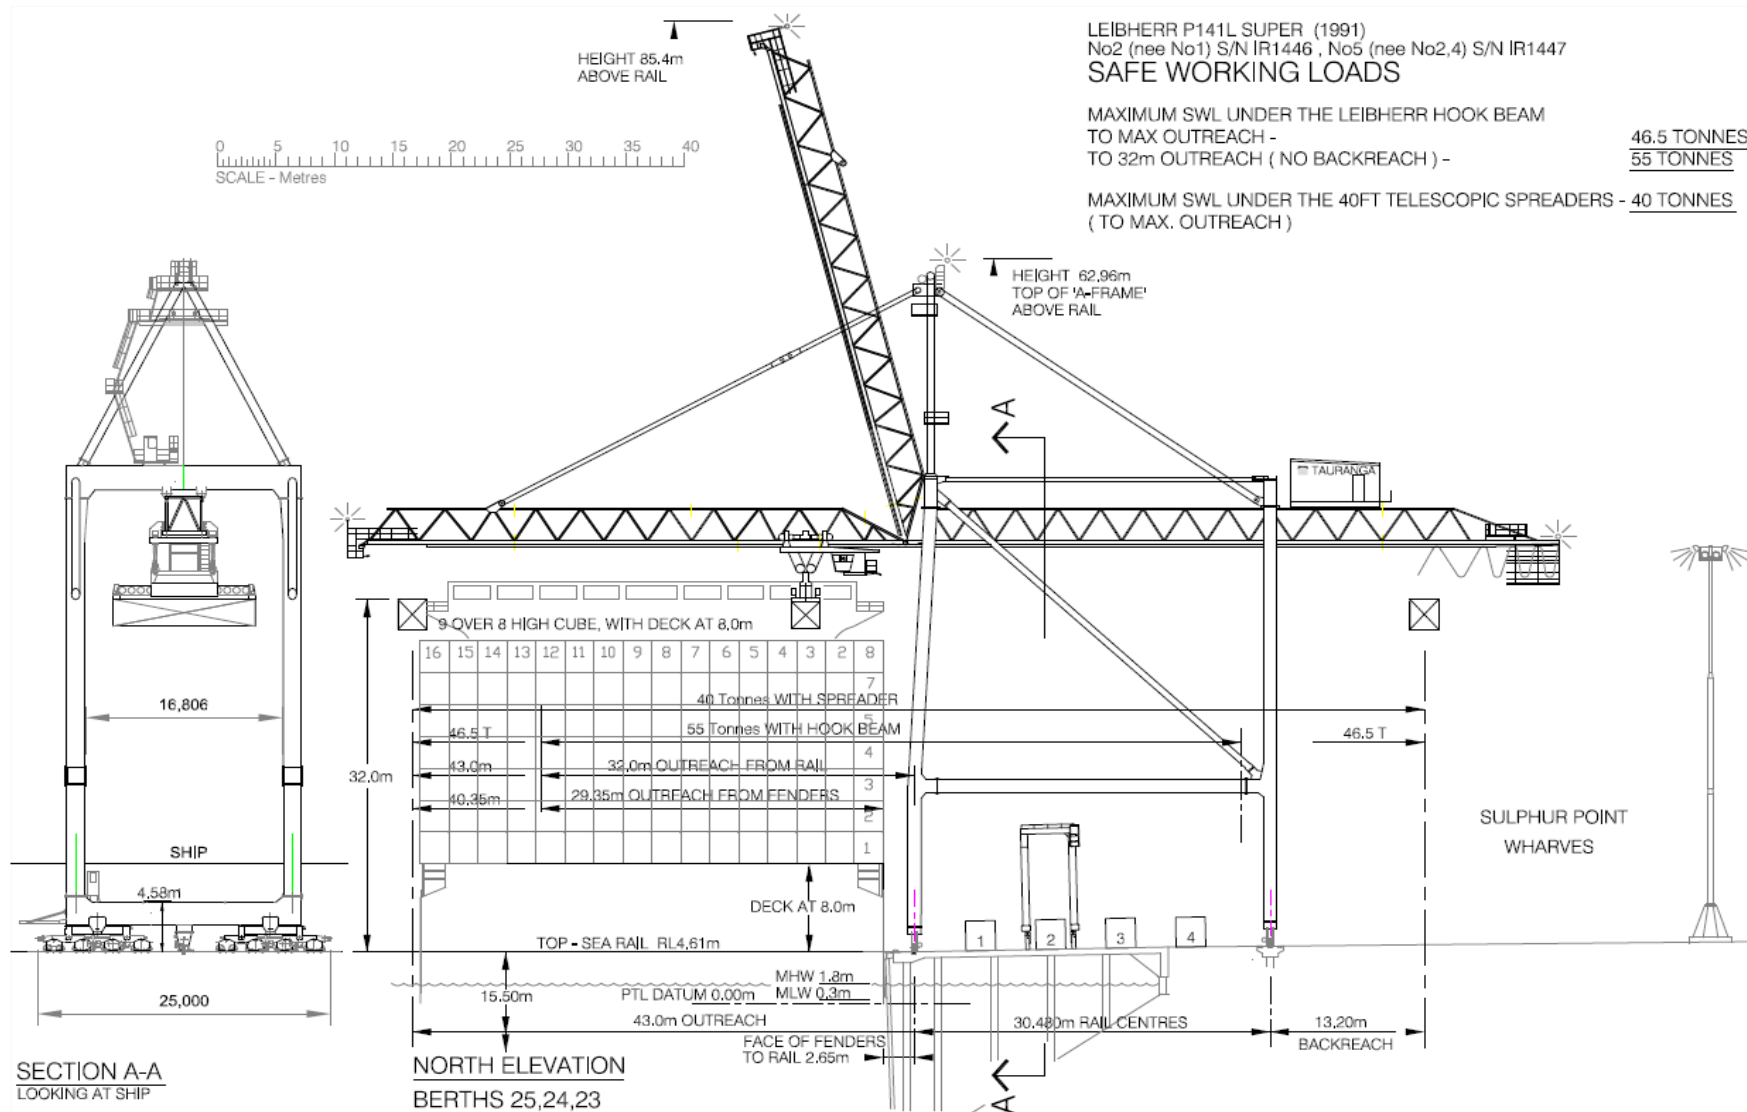 LEIBHERR P141L SUPER (1991)
No2 (nee No1) S/N IR1446 , No5 (nee No2,4) S/N IR1447
SAFE WORKING LOADS
MAXIMUM SWL UNDER THE LEIBHERR HOOK BEAM
TO MAX OUTREACH - 46.5 TONNES
TO 32m OUTREACH ( NO BACKREACH ) - 55 TONNES
MAXIMUM SWL UNDER THE 40FT TELESCOPIC SPREADERS - 40 TONNES
( TO MAX. OUTREACH )
HEIGHT 85.4m
ABOVE RAIL
0 5 10 15 20 25 30 35 40
SCALE - Metres
HEIGHT 62,96m
TOP OF 'A-FRAME'
ABOVE RAIL
A
TAURANGA
9 OVER 8 HIGH CUBE, WITH DECK AT 8.0m
16 15 14 13 12 11 10 9 8 7 6 5 4 3 2 8
7
40 Tonnes WITH SPREADER
5
16,806
46.5 T
55 Tonnes WITH HOOK BEAM
46.5 T
4
32.0m
43.0m
32.0m OUTREACH FROM RAIL
3
40.35m
29.35m OUTREACH FROM FENDERS
2
1
SULPHUR POINT
WHARVES
SHIP
4.58m
DECK AT 8.0m
1 2 3 4
TOP - SEA RAIL RL4.61m
25,000
15.50m
PTL DATUM 0.00m
MHW 1.8m
MLW 0.3m
43.0m OUTREACH
30.480m RAIL CENTRES
13.20m
BACKREACH
FACE OF FENDERS
TO RAIL 2.65m
A
SECTION A-A
LOOKING AT SHIP
NORTH ELEVATION
BERTHS 25,24,23